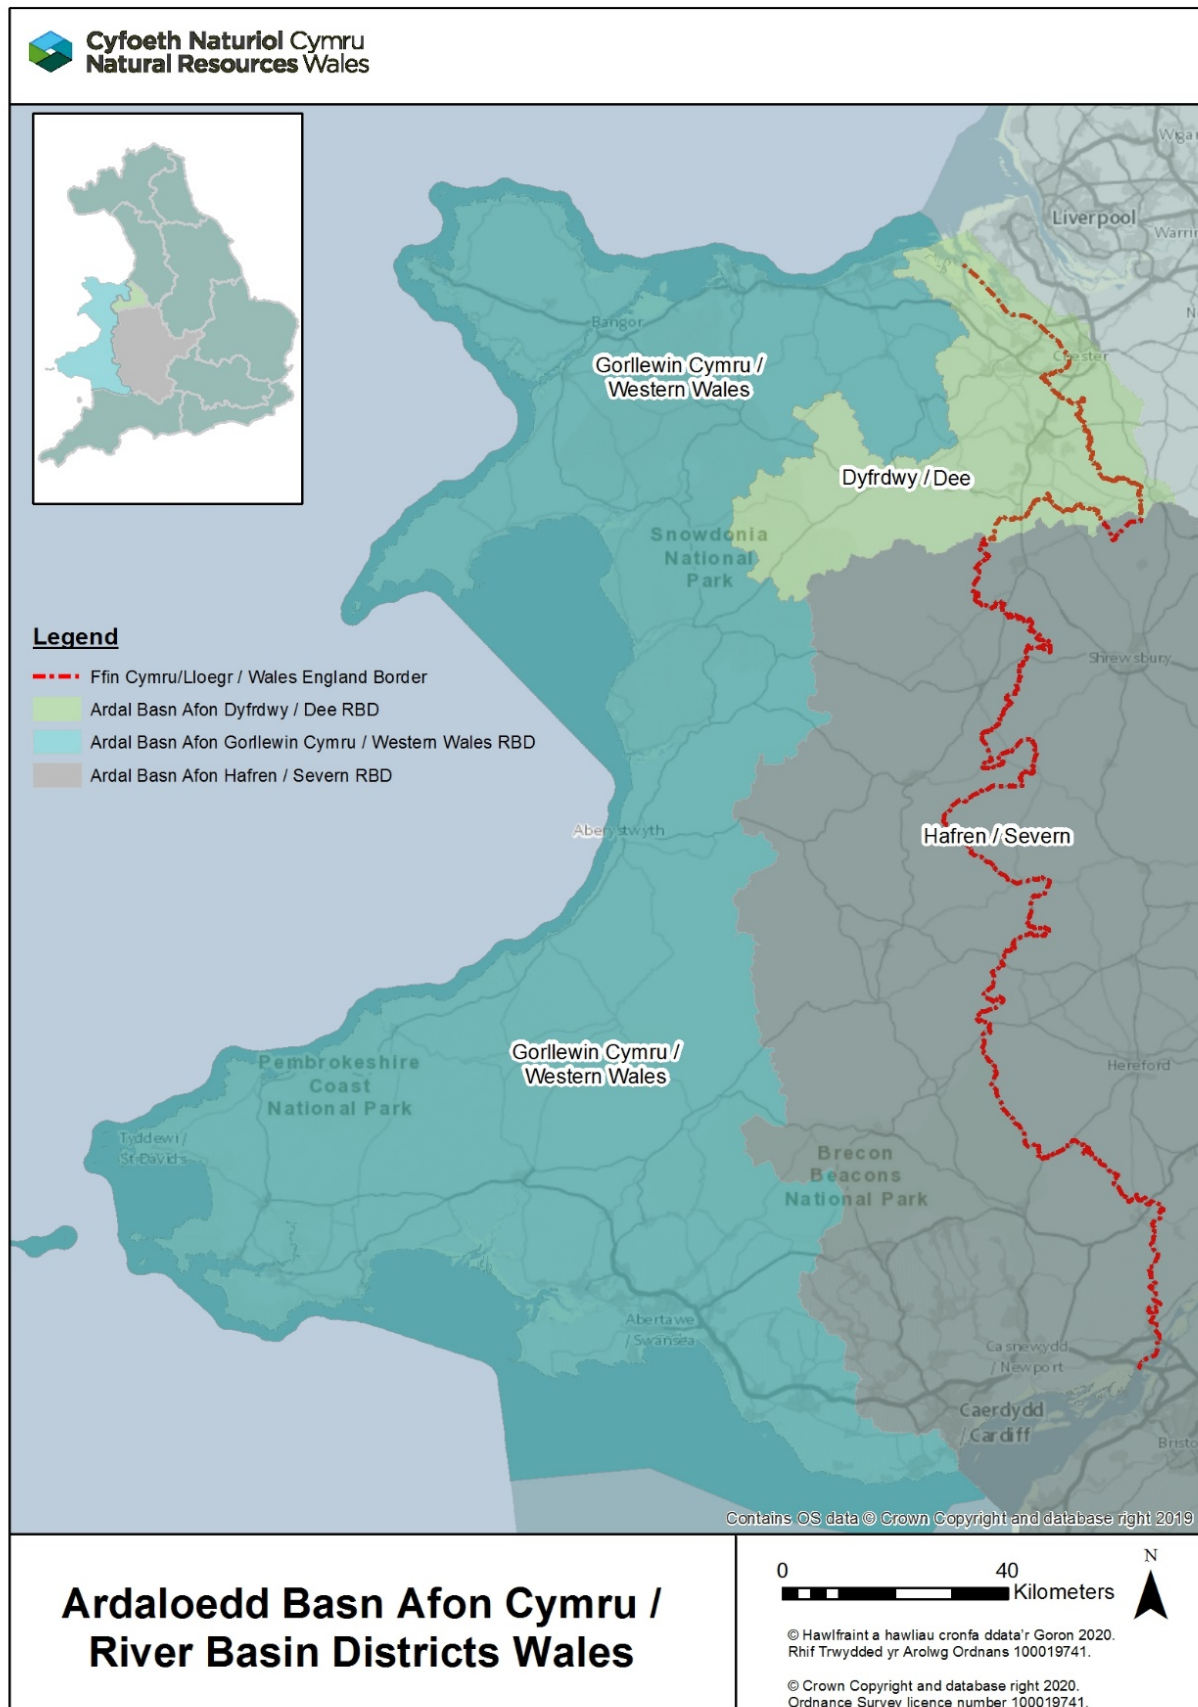 Cyfoeth Naturiol Cymru
Natural Resources Wales
Liverpool
Bangor
Chester
Gorllewin Cymru /
Western Wales
Dyfrdwy / Dee
Snowdonia
National
Park
Legend
Ffin Cymru/Lloegr / Wales England Border
Ardal Basn Afon Dyfrdwy / Dee RBD
Ardal Basn Afon Gorllewin Cymru / Western Wales RBD
Ardal Basn Afon Hafren / Severn RBD
Shrewsbury
Aberystwyth
Hafren / Severn
Gorllewin Cymru /
Western Wales
Pembrokeshire
Coast
National Park
Hereford
Tyddewi /
St Davids
Brecon
Beacons
National Park
Abertawe
/ Swansea
Casnewydd
/ Newport
Caerdydd
/ Cardiff
Contains OS data © Crown Copyright and database right 2019
Ardaloedd Basn Afon Cymru /
River Basin Districts Wales
0 40
Kilometers
N
© Hawlfraint a hawliau cronfa ddata'r Goron 2020.
Rhif Trwydded yr Arolwg Ordnans 100019741.
© Crown Copyright and database right 2020.
Ordnance Survey licence number 100019741.